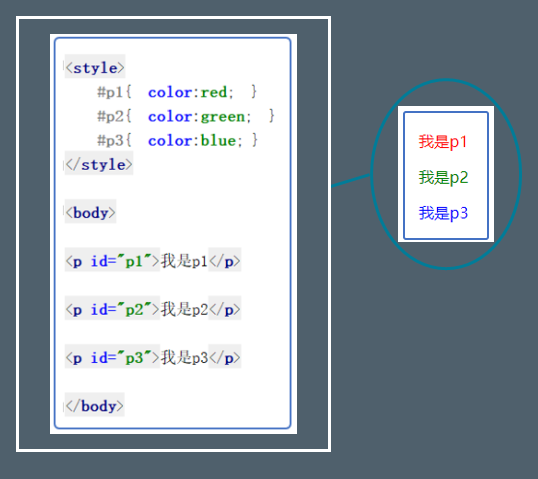 <style>
#p1{ color:red; }
#p2{ color:green; }
#p3{ color:blue; }
</style>
<body>
<p id="p1">我是p1</p>
<p id="p2">我是p2</p>
<p id="p3">我是p3</p>
</body>
我是p1
我是p2
我是p3